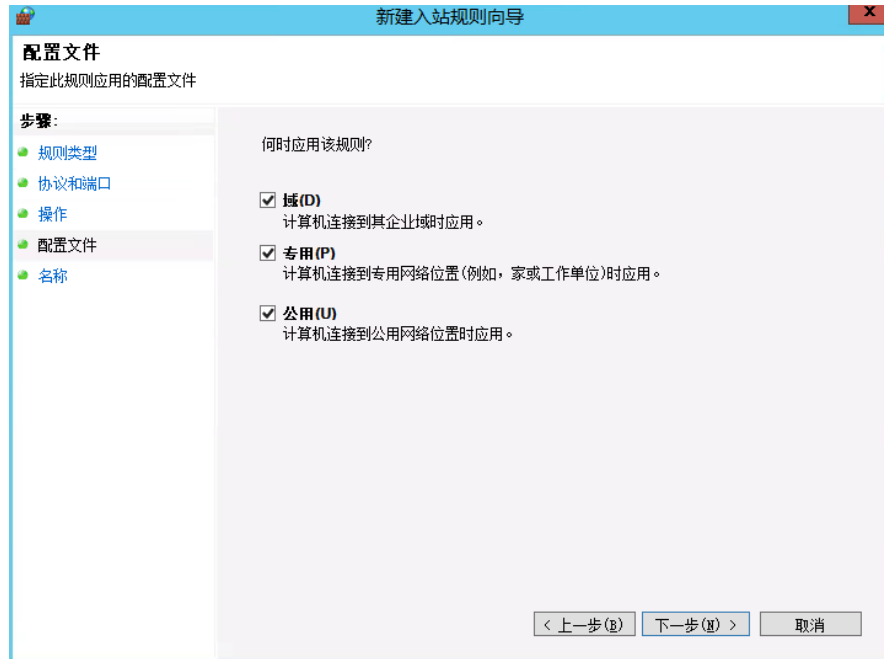 新建入站规则向导
x
配置文件
指定此规则应用的配置文件
步骤:
规则类型
协议和端口
操作
配置文件
名称
何时应用该规则?
域(D)
计算机连接到其企业域时应用。
专用(P)
计算机连接到专用网络位置(例如，家或工作单位)时应用。
公用(U)
计算机连接到公用网络位置时应用。
< 上一步(B)
下一步(N) >
取消